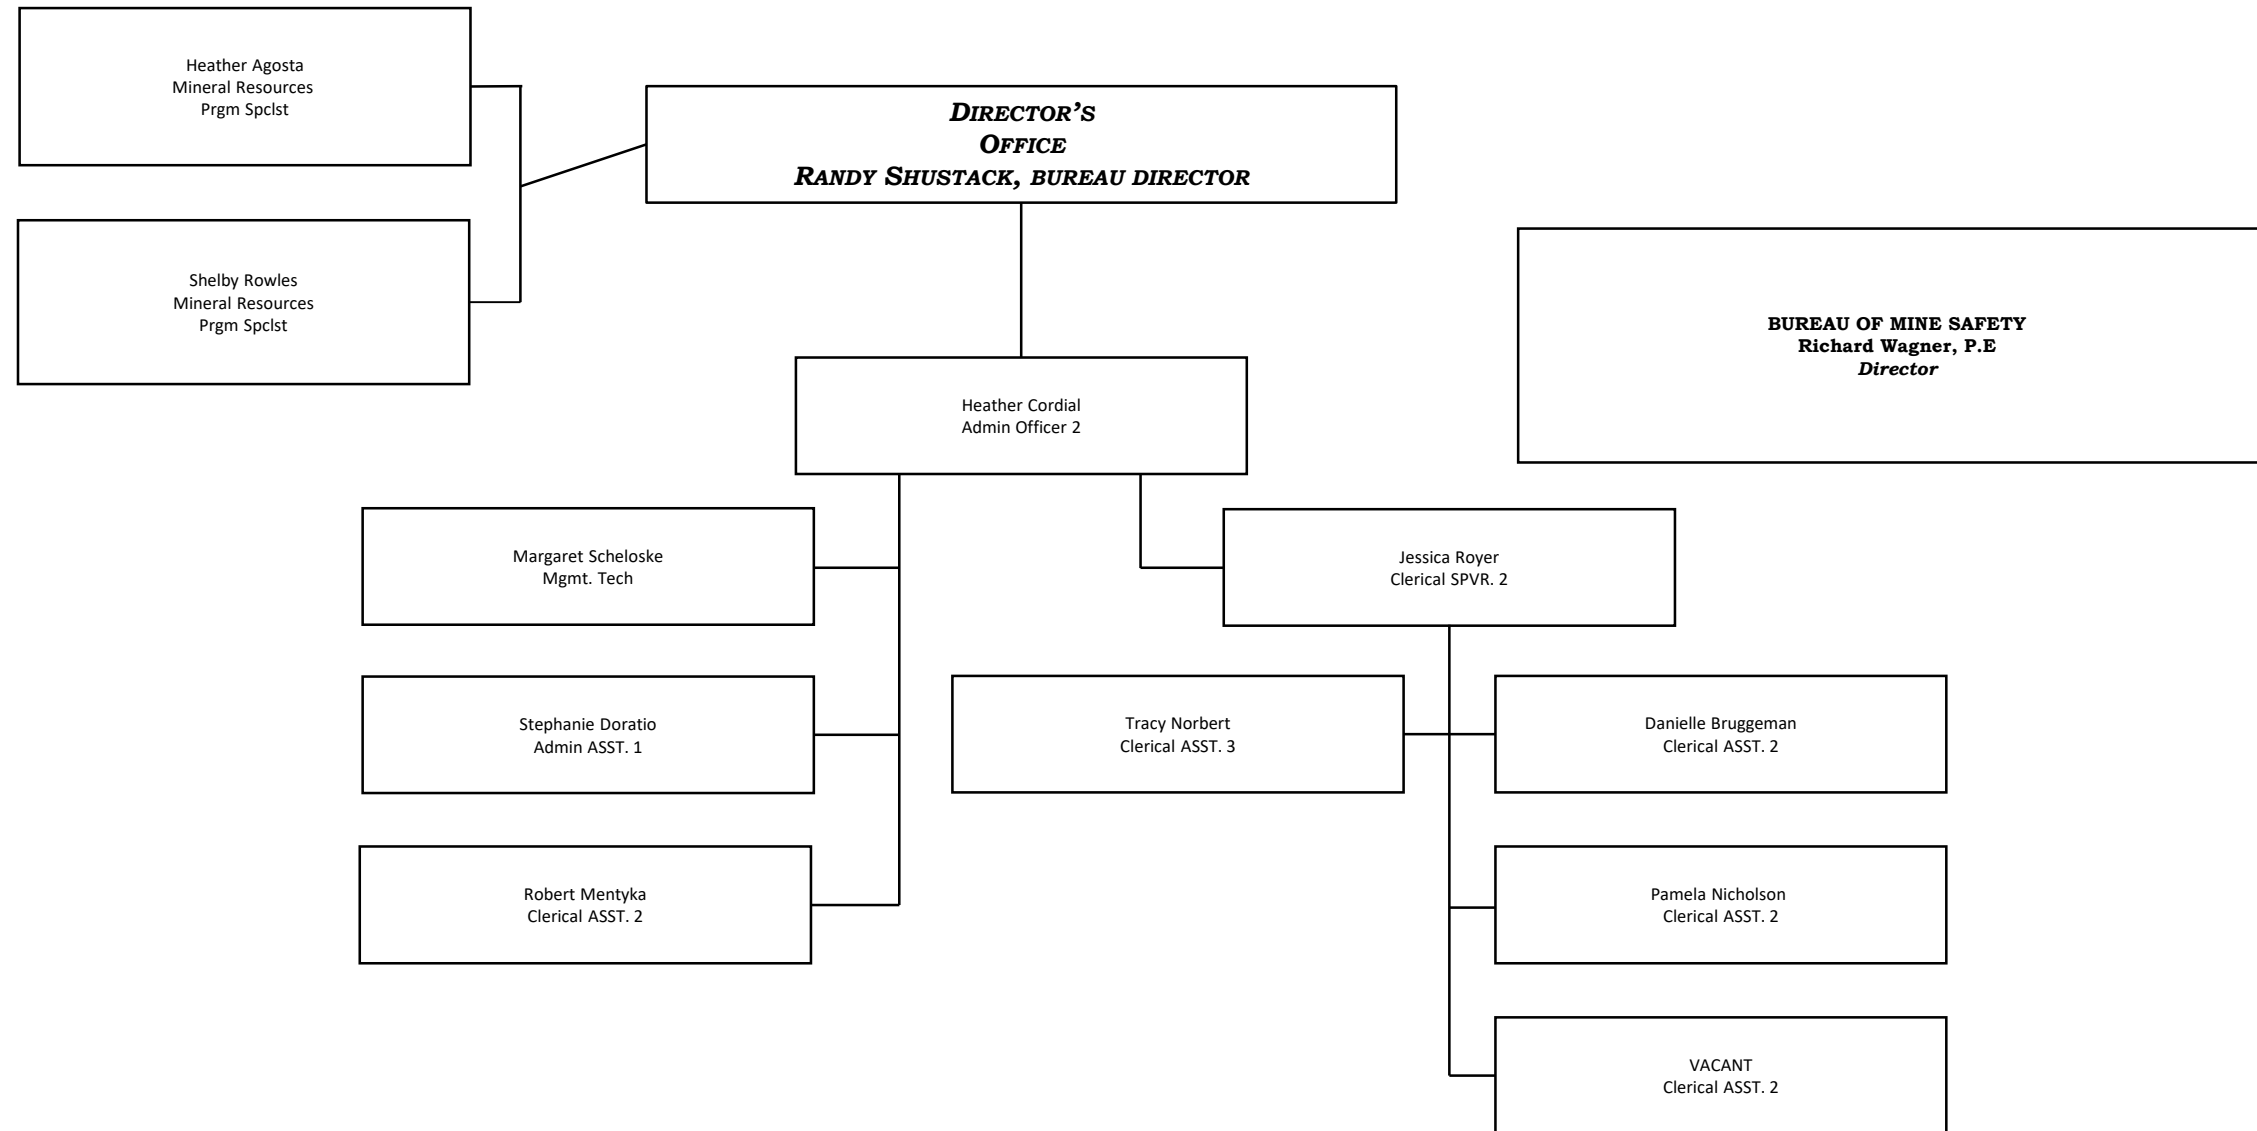 Heather Agosta
Mineral Resources
Prgm Spclst
DIRECTOR’S
OFFICE
RANDY SHUSTACK, BUREAU DIRECTOR
Shelby Rowles
Mineral Resources
Prgm Spclst
BUREAU OF MINE SAFETY
Richard Wagner, P.E
Director
Heather Cordial
Admin Officer 2
Margaret Scheloske
Mgmt. Tech
Jessica Royer
Clerical SPVR. 2
Stephanie Doratio
Admin ASST. 1
Tracy Norbert
Clerical ASST. 3
Danielle Bruggeman
Clerical ASST. 2
Robert Mentyka
Clerical ASST. 2
Pamela Nicholson
Clerical ASST. 2
VACANT
Clerical ASST. 2